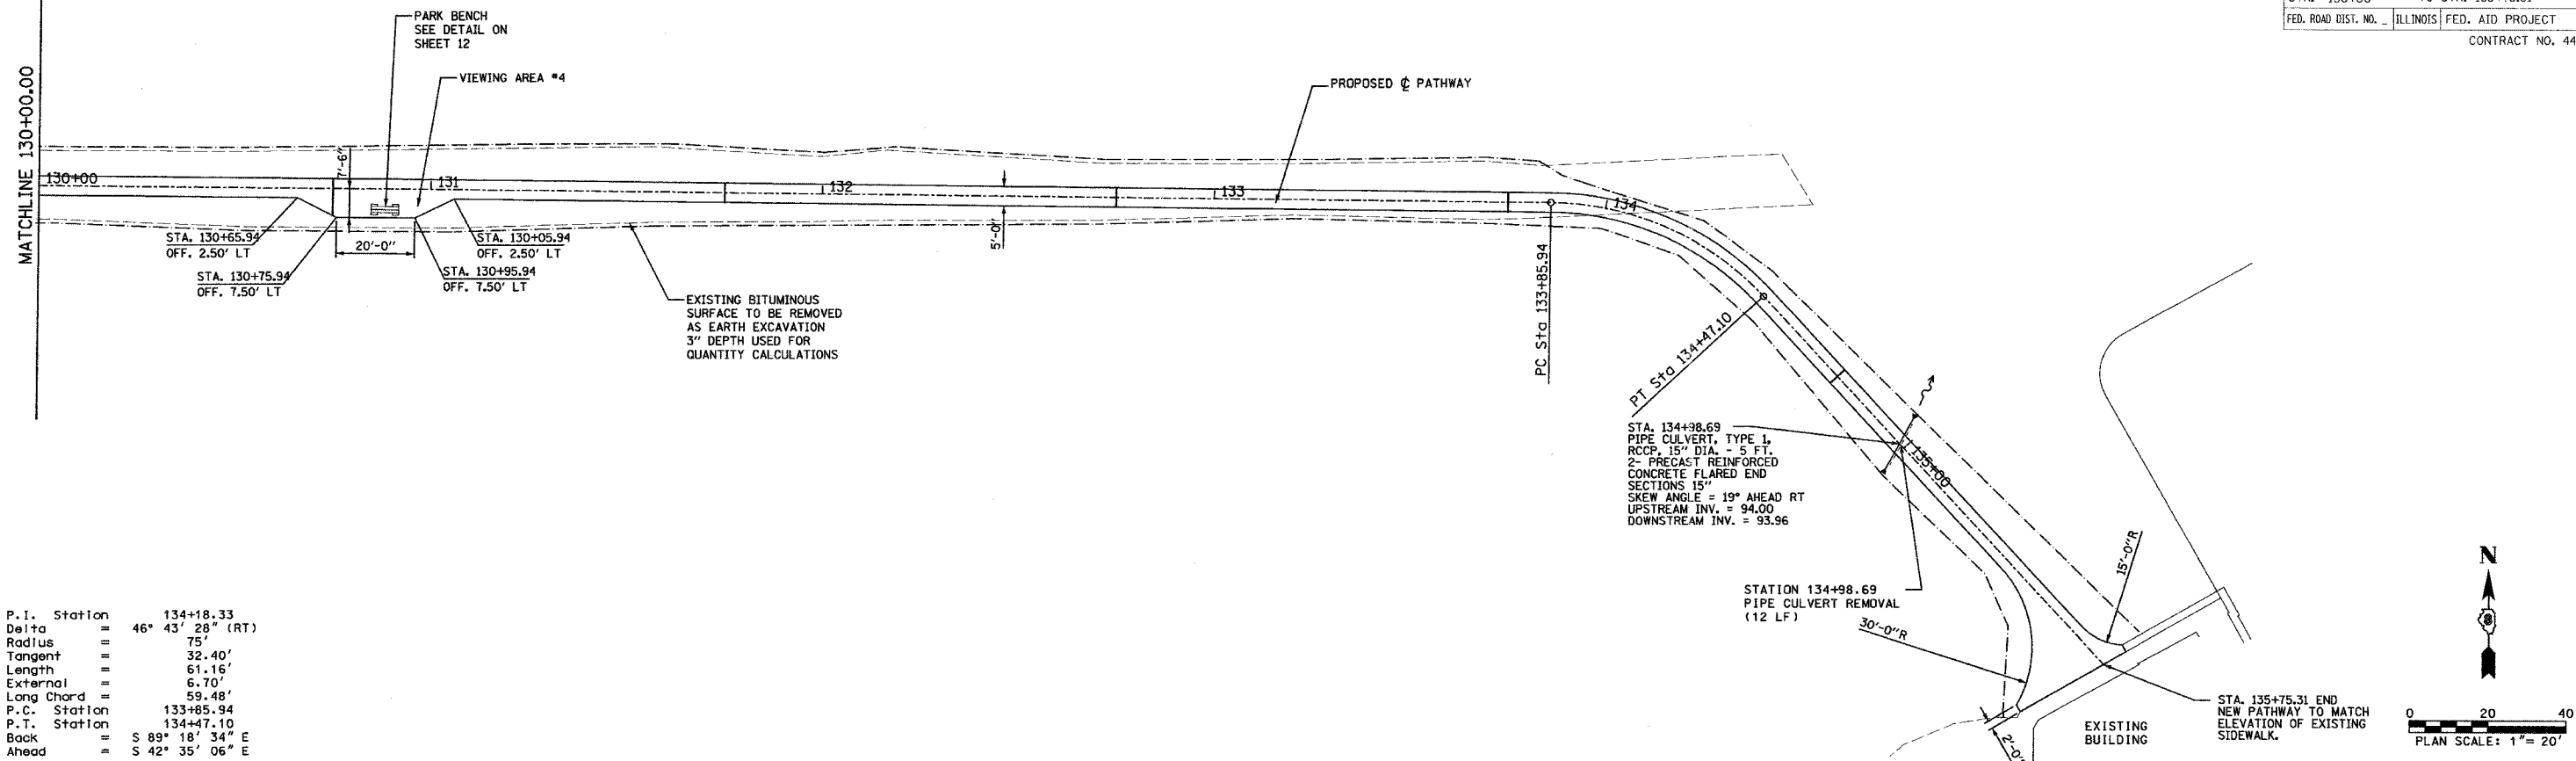 FED. ROAD DIST. NO. _ ILLINOIS FED. AID PROJECT
CONTRACT NO. 44
PARK BENCH
SEE DETAIL ON
SHEET 12
VIEWING AREA #4
PROPOSED ℄ PATHWAY
MATCHLINE 130+00.00
130+00
7'-6"
131
132
133
134
5'-0"
STA. 130+65.94
OFF. 2.50' LT
20'-0"
STA. 130+05.94
OFF. 2.50' LT
STA. 130+75.94
OFF. 7.50' LT
STA. 130+95.94
OFF. 7.50' LT
EXISTING BITUMINOUS
SURFACE TO BE REMOVED
AS EARTH EXCAVATION
3" DEPTH USED FOR
QUANTITY CALCULATIONS
PC Sta 133+85.94
PT Sta 134+47.10
STA. 134+98.69
PIPE CULVERT, TYPE 1,
RCCP, 15" DIA. - 5 FT.
2- PRECAST REINFORCED
CONCRETE FLARED END
SECTIONS 15"
SKEW ANGLE = 19° AHEAD RT
UPSTREAM INV. = 94.00
DOWNSTREAM INV. = 93.96
135+00
STATION 134+98.69
PIPE CULVERT REMOVAL
(12 LF)
30'-0"R
15'-0"R
2'-0"
EXISTING
BUILDING
STA. 135+75.31 END
NEW PATHWAY TO MATCH
ELEVATION OF EXISTING
SIDEWALK.
N
0 20 40
PLAN SCALE: 1"= 20'
P.I. Station 134+18.33
Delta = 46° 43' 28" (RT)
Radius = 75'
Tangent = 32.40'
Length = 61.16'
External = 6.70'
Long Chord = 59.48'
P.C. Station 133+85.94
P.T. Station 134+47.10
Back = S 89° 18' 34" E
Ahead = S 42° 35' 06" E